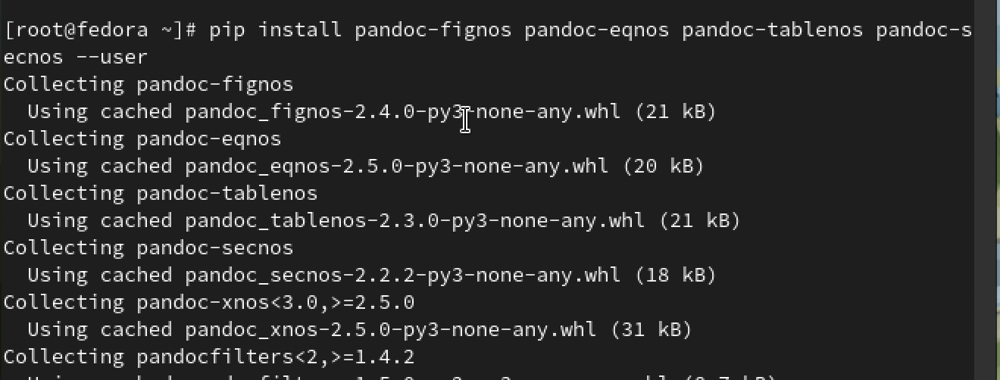 [root@fedora ~]# pip install pandoc-fignos pandoc-eqnos pandoc-tablenos pandoc-s
ecnos --user
Collecting pandoc-fignos
  Using cached pandoc_fignos-2.4.0-py3-none-any.whl (21 kB)
Collecting pandoc-eqnos
  Using cached pandoc_eqnos-2.5.0-py3-none-any.whl (20 kB)
Collecting pandoc-tablenos
  Using cached pandoc_tablenos-2.3.0-py3-none-any.whl (21 kB)
Collecting pandoc-secnos
  Using cached pandoc_secnos-2.2.2-py3-none-any.whl (18 kB)
Collecting pandoc-xnos<3.0,>=2.5.0
  Using cached pandoc_xnos-2.5.0-py3-none-any.whl (31 kB)
Collecting pandocfilters<2,>=1.4.2